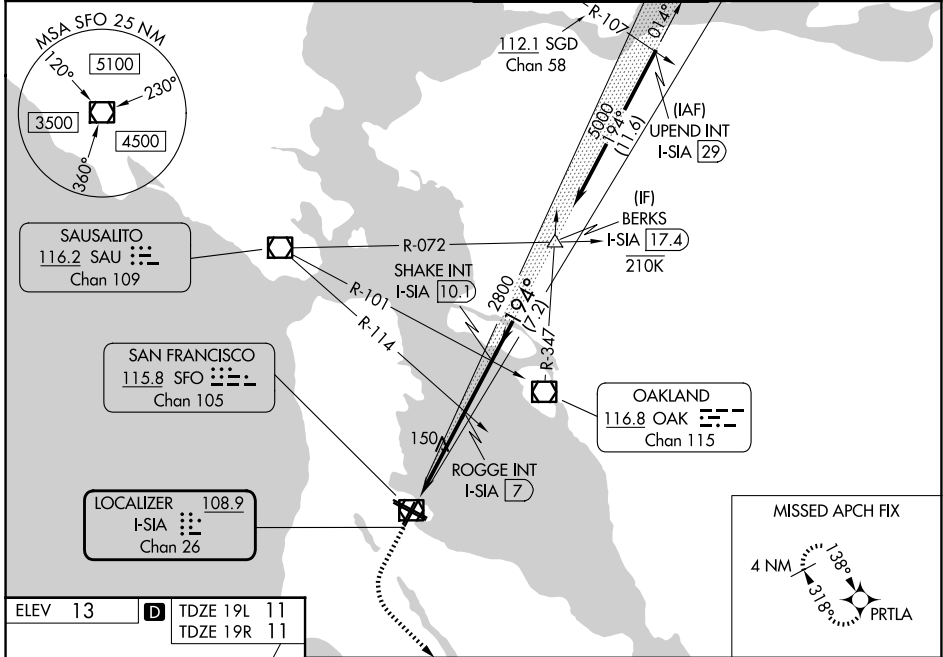 MSA SFO 25 NM
120°
5100
230°
3500
4500
360°
R-107
014°
112.1 SGD
Chan 58
(IAF)
UPEND INT
I-SIA 29
5000
194°
(11.6)
(IF)
BERKS
I-SIA 17.4
210K
SAUSALITO
116.2 SAU
Chan 109
R-072
SHAKE INT
I-SIA 10.1
2800
194°
(7.2)
R-101
R-114
R-347
SAN FRANCISCO
115.8 SFO
Chan 105
OAKLAND
116.8 OAK
Chan 115
150
ROGGE INT
I-SIA 7
LOCALIZER 108.9
I-SIA
Chan 26
MISSED APCH FIX
4 NM
138°
318°
PRTLA
ELEV 13
D
TDZE 19L 11
TDZE 19R 11